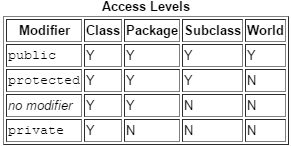 Access Levels
Modifier Class Package Subclass World
public Y Y Y Y
protected Y Y Y N
no modifier Y Y N N
private Y N N N